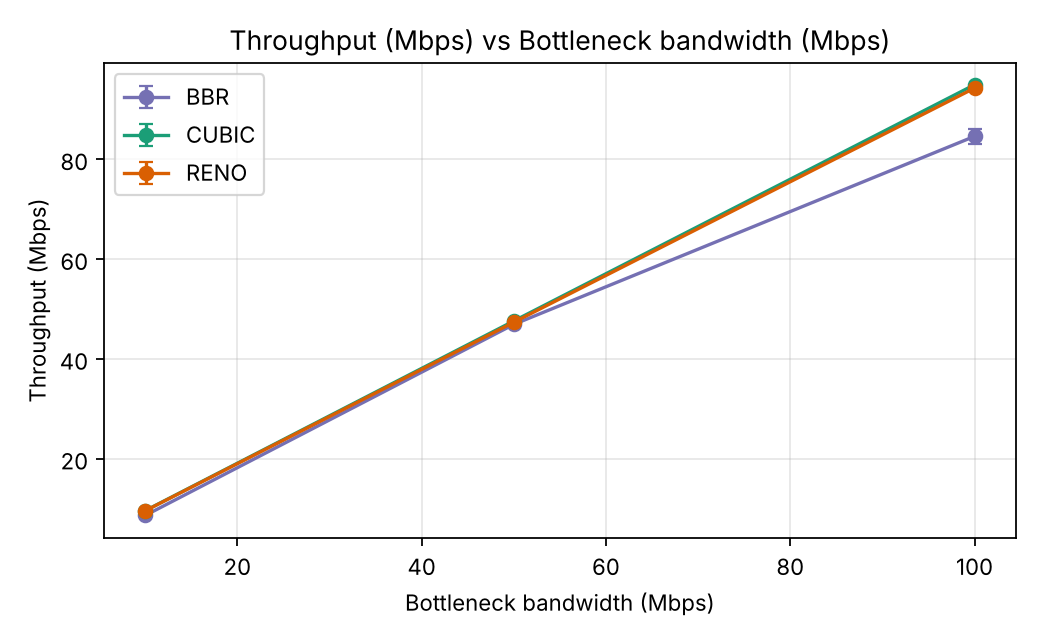 Throughput (Mbps) vs Bottleneck bandwidth (Mbps)
BBR
CUBIC
RENO
Throughput (Mbps)
80
60
40
20
20 40 60 80 100
Bottleneck bandwidth (Mbps)